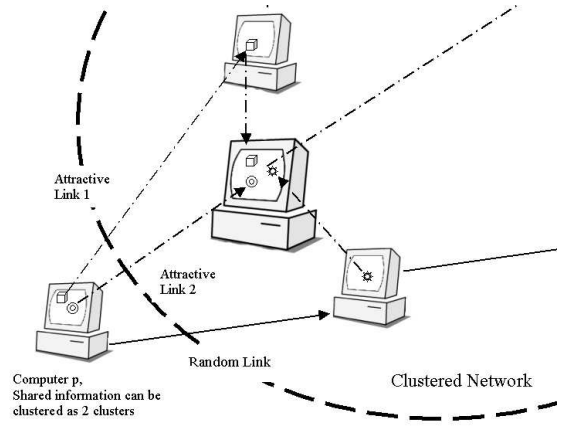 Attractive
Link 1
Attractive
Link 2
Random Link
Computer p,
Shared information can be
clustered as 2 clusters
Clustered Network